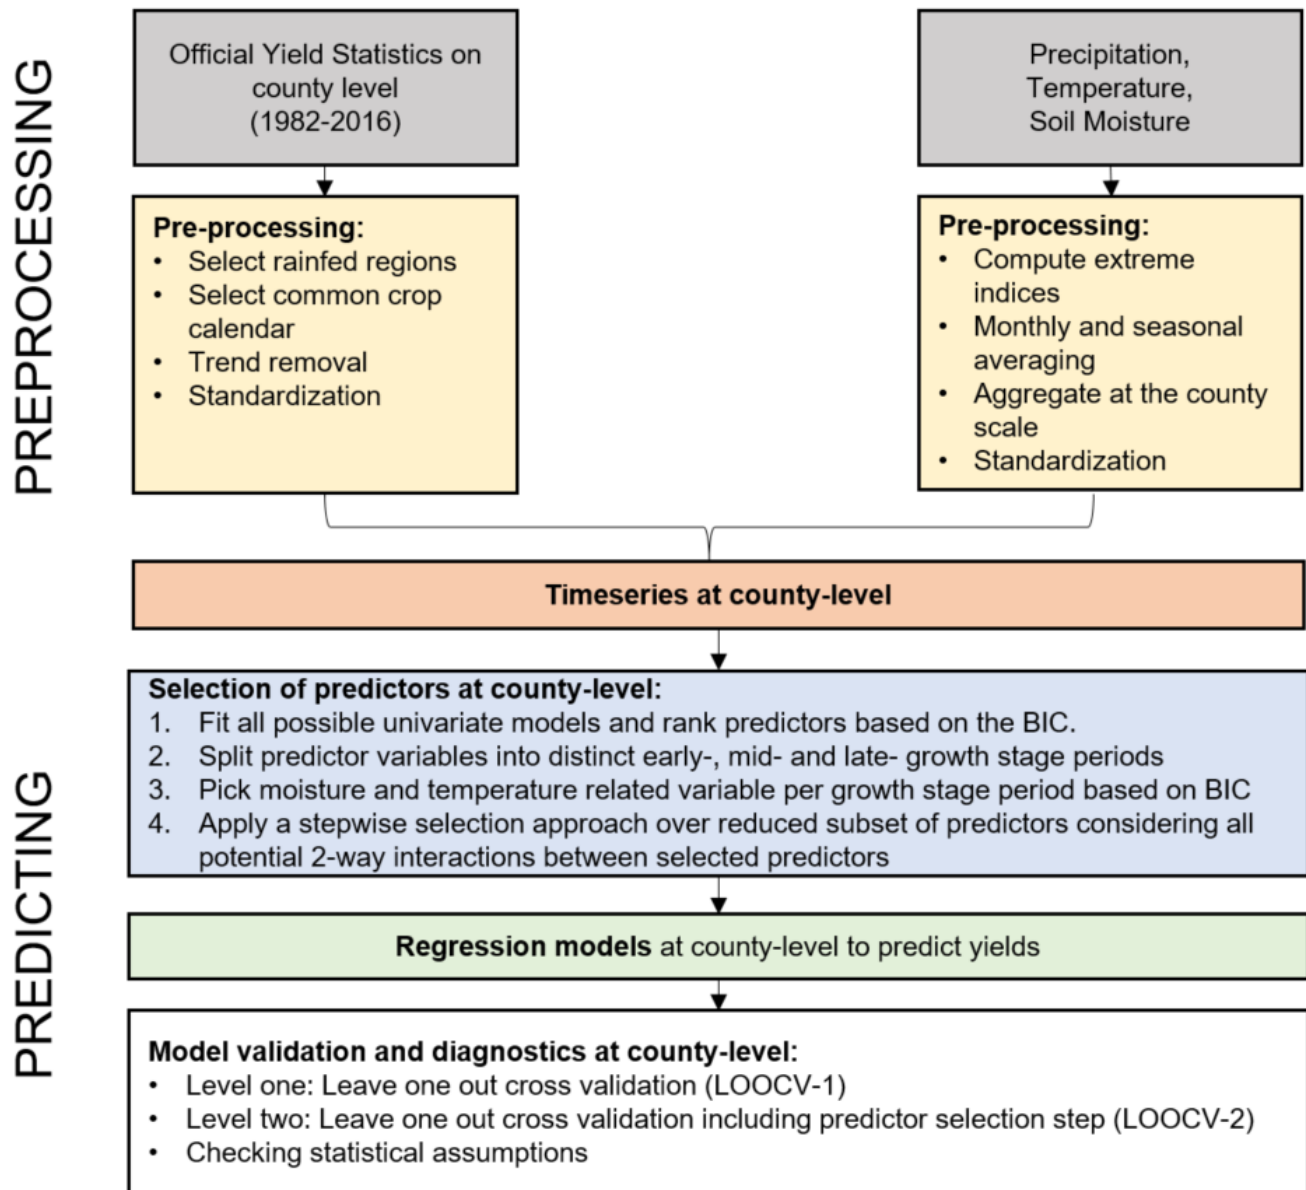 PREPROCESSING
Official Yield Statistics on
county level
(1982-2016)
Precipitation,
Temperature,
Soil Moisture
Pre-processing:
• Select rainfed regions
• Select common crop
calendar
• Trend removal
• Standardization
Pre-processing:
• Compute extreme
indices
• Monthly and seasonal
averaging
• Aggregate at the county
scale
• Standardization
Timeseries at county-level
PREDICTING
Selection of predictors at county-level:
1. Fit all possible univariate models and rank predictors based on the BIC.
2. Split predictor variables into distinct early-, mid- and late- growth stage periods
3. Pick moisture and temperature related variable per growth stage period based on BIC
4. Apply a stepwise selection approach over reduced subset of predictors considering all
potential 2-way interactions between selected predictors
Regression models at county-level to predict yields
Model validation and diagnostics at county-level:
• Level one: Leave one out cross validation (LOOCV-1)
• Level two: Leave one out cross validation including predictor selection step (LOOCV-2)
• Checking statistical assumptions